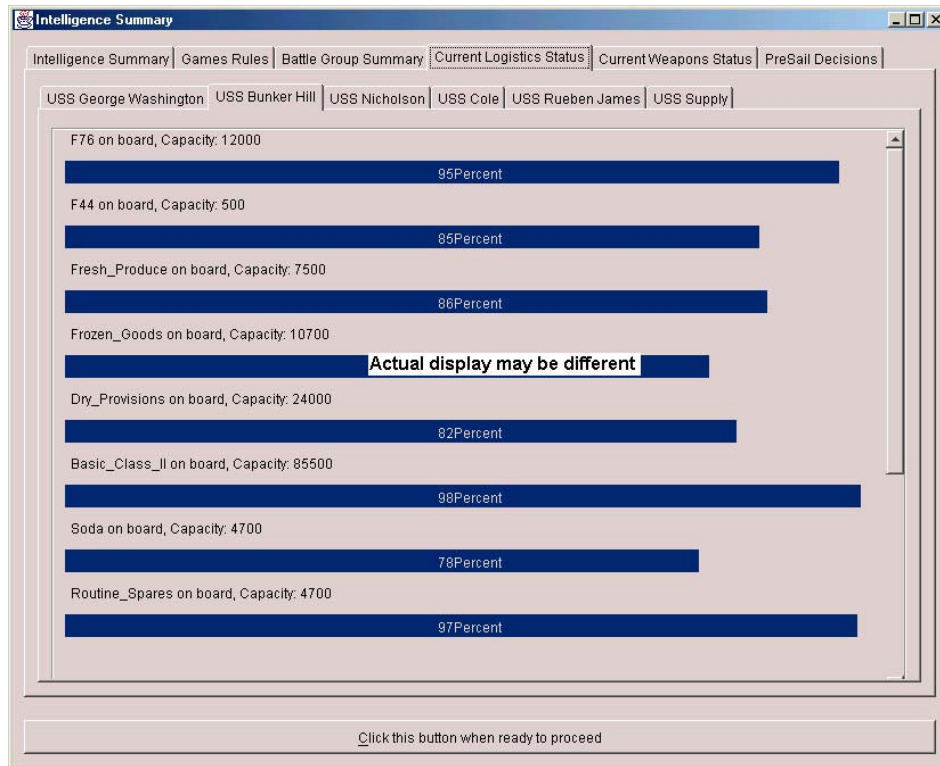 Intelligence Summary
Intelligence Summary Games Rules Battle Group Summary Current Logistics Status Current Weapons Status PreSail Decisions
USS George Washington USS Bunker Hill USS Nicholson USS Cole USS Rueben James USS Supply
F76 on board, Capacity: 12000
95Percent
F44 on board, Capacity: 500
85Percent
Fresh_Produce on board, Capacity: 7500
86Percent
Frozen_Goods on board, Capacity: 10700
Actual display may be different
Dry_Provisions on board, Capacity: 24000
82Percent
Basic_Class_II on board, Capacity: 85500
98Percent
Soda on board, Capacity: 4700
78Percent
Routine_Spares on board, Capacity: 4700
97Percent
Click this button when ready to proceed